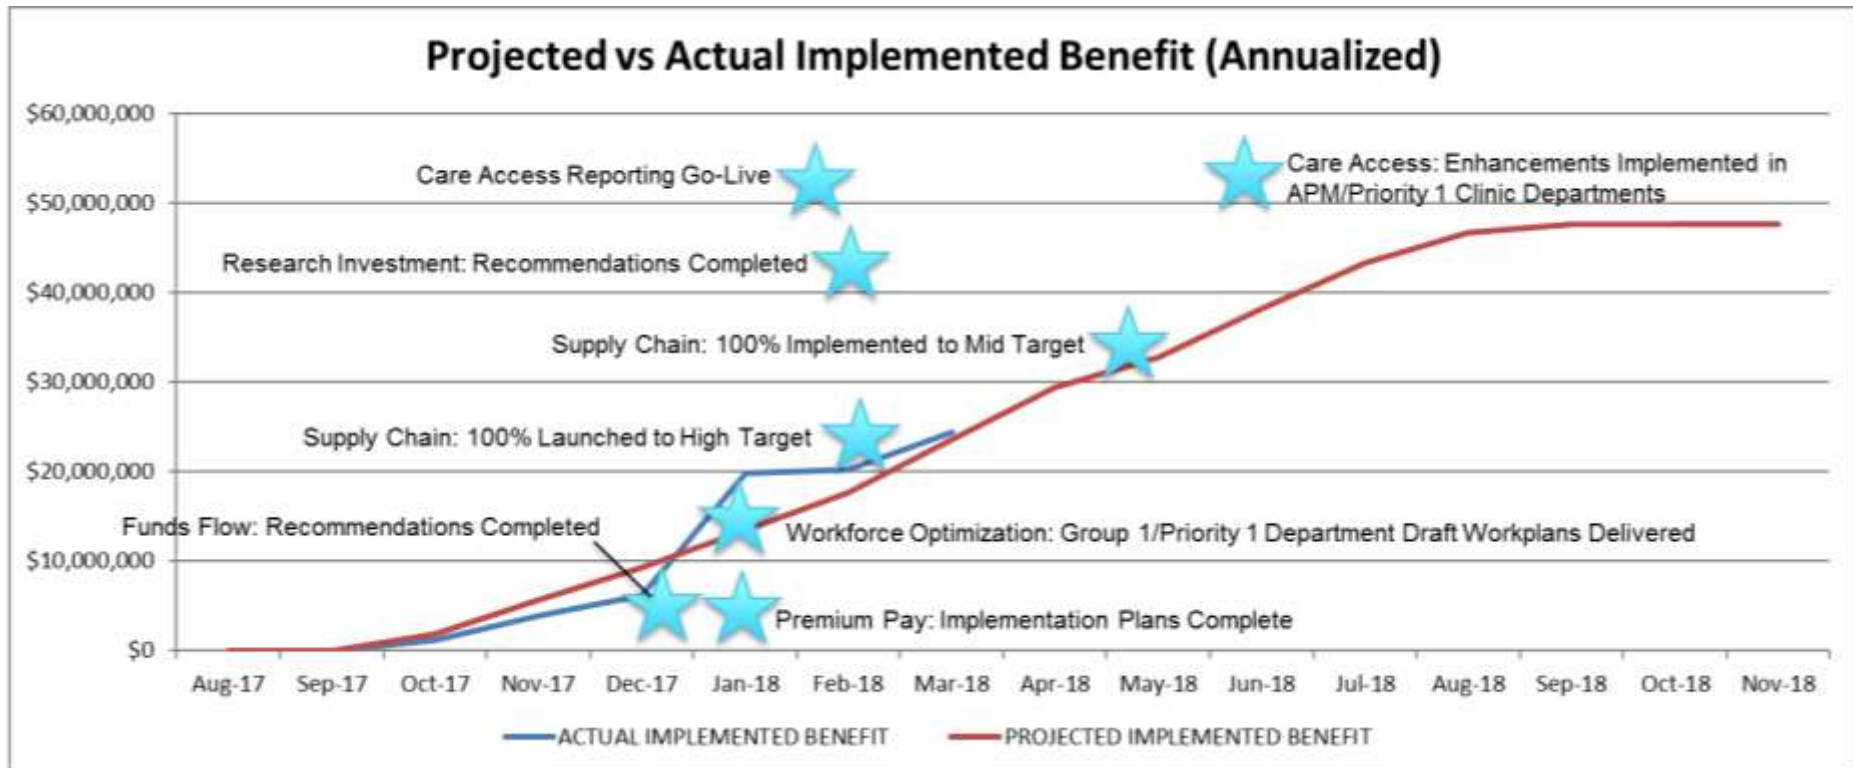 Projected vs Actual Implemented Benefit (Annualized)
$60,000,000
$50,000,000
$40,000,000
$30,000,000
$20,000,000
$10,000,000
$0
Care Access Reporting Go-Live
Care Access: Enhancements Implemented in
APM/Priority 1 Clinic Departments
Research Investment: Recommendations Completed
Supply Chain: 100% Implemented to Mid Target
Supply Chain: 100% Launched to High Target
Funds Flow: Recommendations Completed
Workforce Optimization: Group 1/Priority 1 Department Draft Workplans Delivered
Premium Pay: Implementation Plans Complete
Aug-17 Sep-17 Oct-17 Nov-17 Dec-17 Jan-18 Feb-18 Mar-18 Apr-18 May-18 Jun-18 Jul-18 Aug-18 Sep-18 Oct-18 Nov-18
ACTUAL IMPLEMENTED BENEFIT PROJECTED IMPLEMENTED BENEFIT